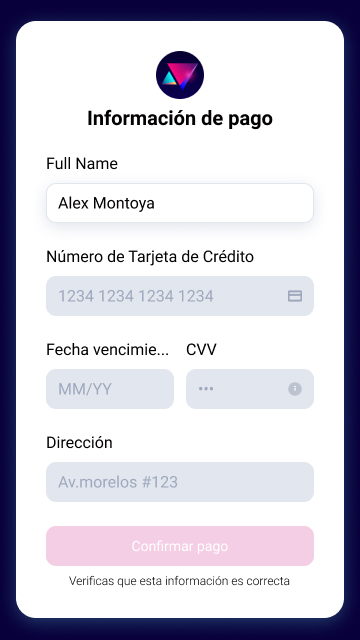 Información de pago
Full Name
Alex Montoya
Número de Tarjeta de Crédito
1234 1234 1234 1234
Fecha vencimie... CVV
MM/YY •••
Dirección
Av.morelos #123
Confirmar pago
Verificas que esta información es correcta